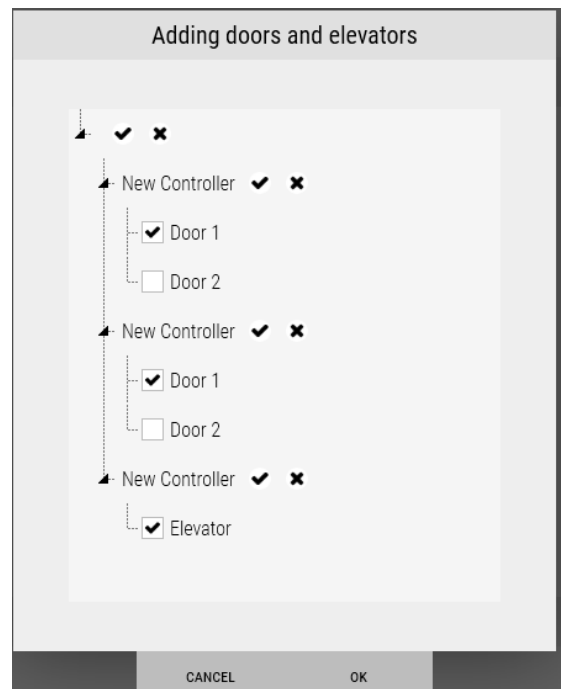 Adding doors and elevators
New Controller
Door 1
Door 2
New Controller
Door 1
Door 2
New Controller
Elevator
CANCEL OK